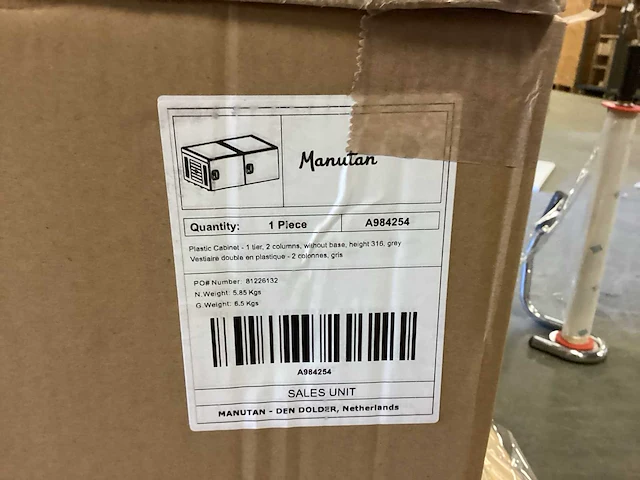 Manutan
Quantity: 1 Piece A984254
Plastic Cabinet - 1 tier, 2 columns, without base, height 316, grey
Vestiaire double en plastique - 2 colonnes, gris
PO# Number: 81226132
N.Weight: 5.85 Kgs
G.Weight: 6.5 Kgs
A984254
SALES UNIT
MANUTAN - DEN DOLDER, Netherlands